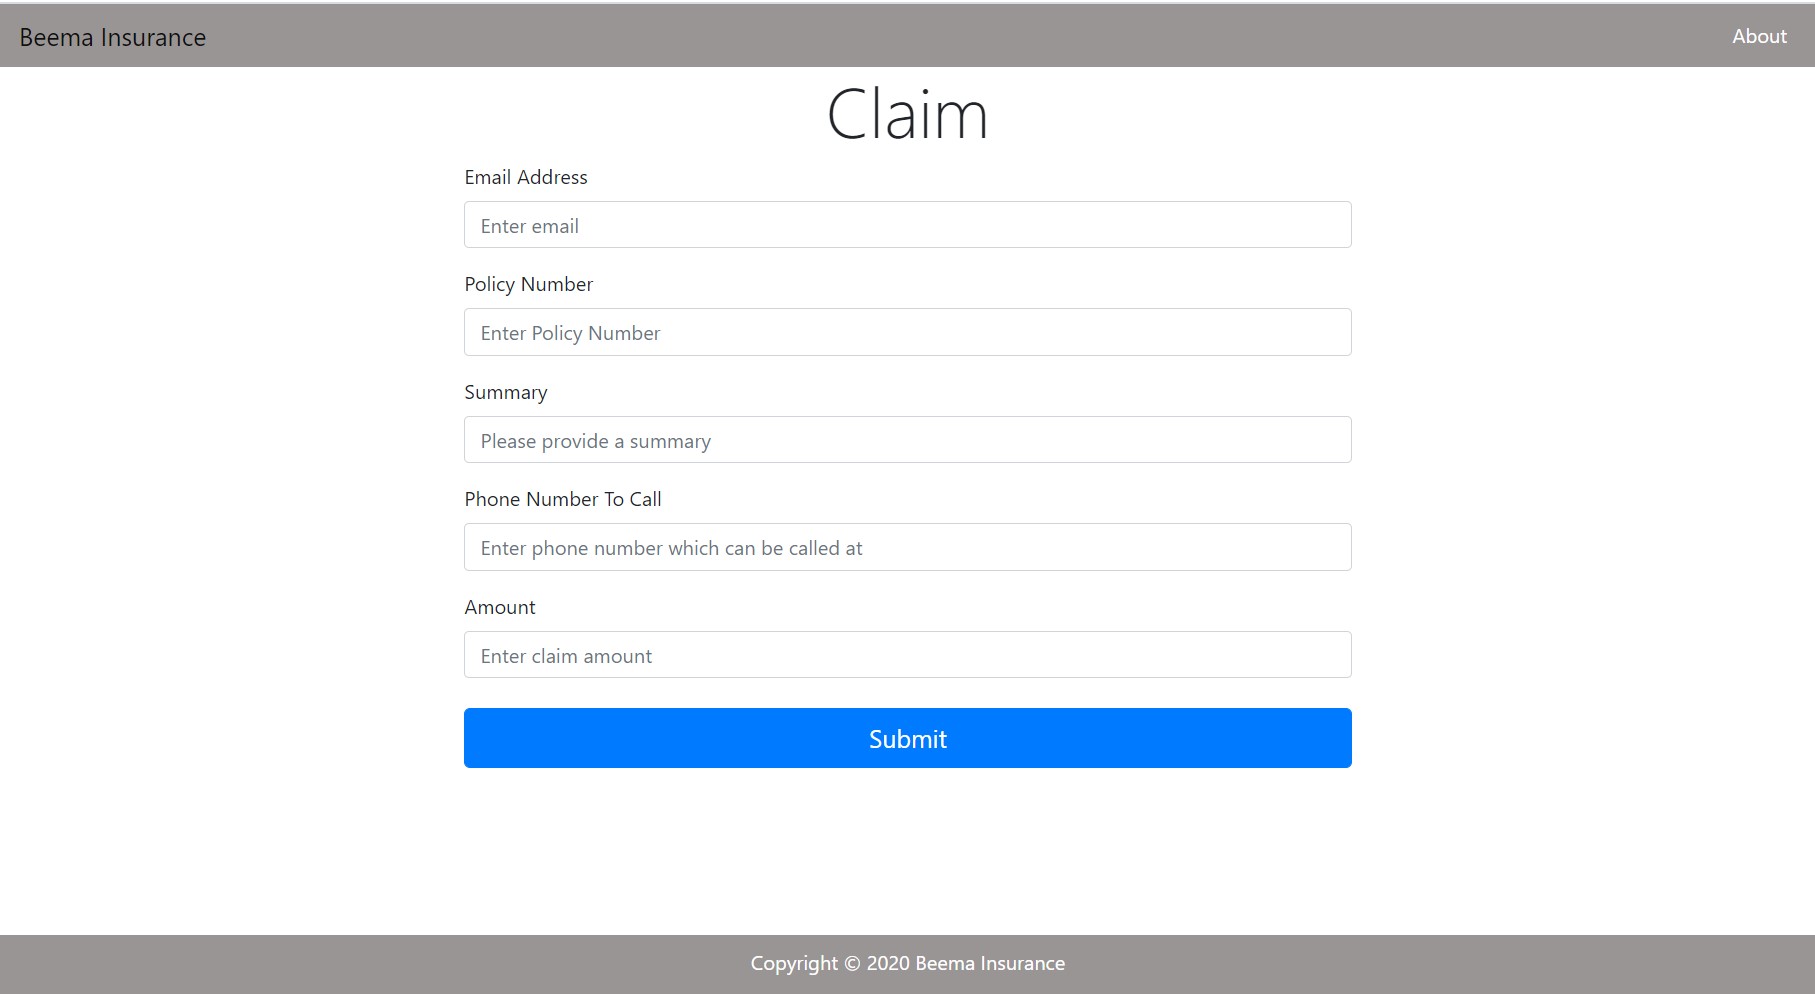 Beema Insurance
About
Claim
Email Address
Enter email
Policy Number
Enter Policy Number
Summary
Please provide a summary
Phone Number To Call
Enter phone number which can be called at
Amount
Enter claim amount
Submit
Copyright © 2020 Beema Insurance